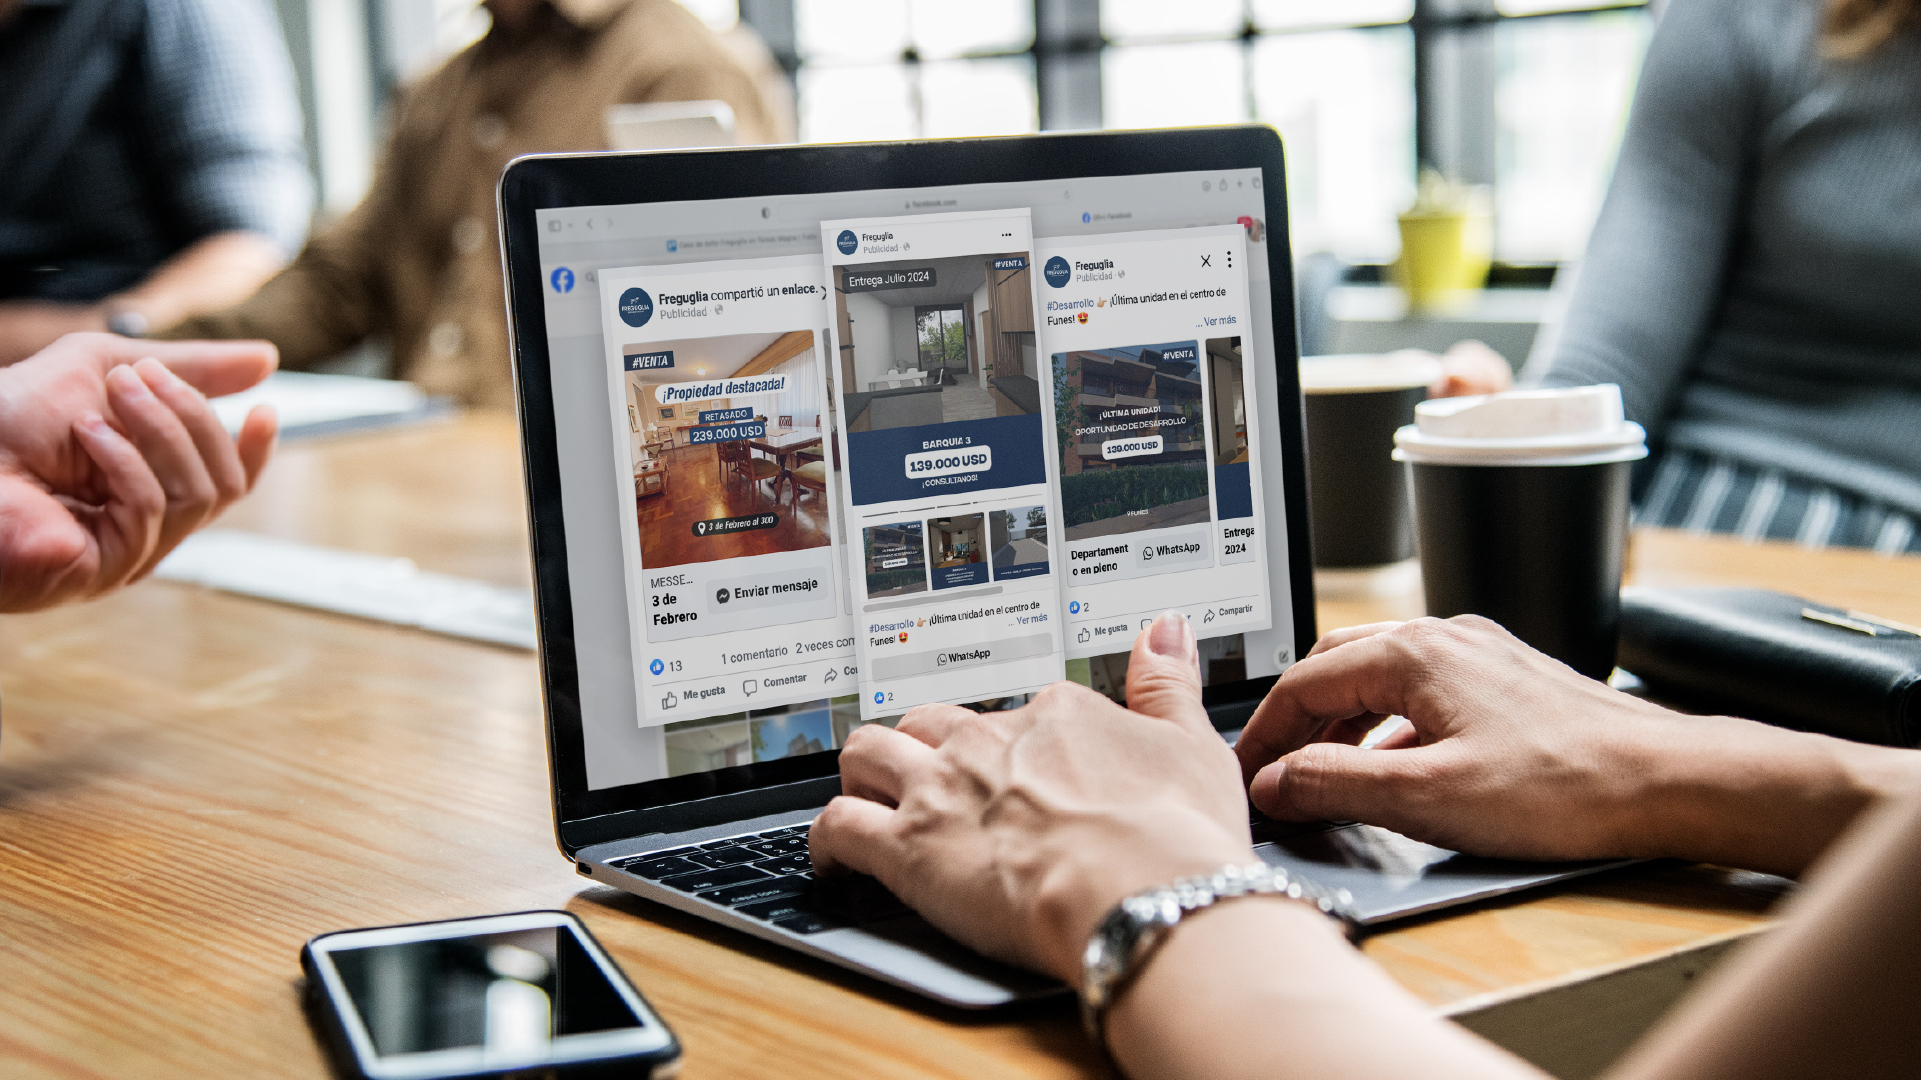 facebook.com
Freguglia compartió un enlace.
Publicidad
FREGUGLIA
#VENTA
¡Propiedad destacada!
RETASADO
239.000 USD
3 de Febrero al 300
MESSE...
3 de
Febrero
Enviar mensaje
13
1 comentario 2 veces com
Me gusta
Comentar
Co
Freguglia
Publicidad
Entrega Julio 2024
#VENTA
BARQUIA 3
139.000 USD
¡CONSULTANOS!
#Desarrollo ¡Última unidad en el centro de
Funes! ... Ver más
WhatsApp
2
Freguglia
Publicidad
#Desarrollo ¡Última unidad en el centro de
Funes!
... Ver más
#VENTA
¡ÚLTIMA UNIDAD!
OPORTUNIDAD DE DESARROLLO
139.000 USD
FUNES
Departament
o en pleno
WhatsApp
Entrega
2024
2
Me gusta
Compartir